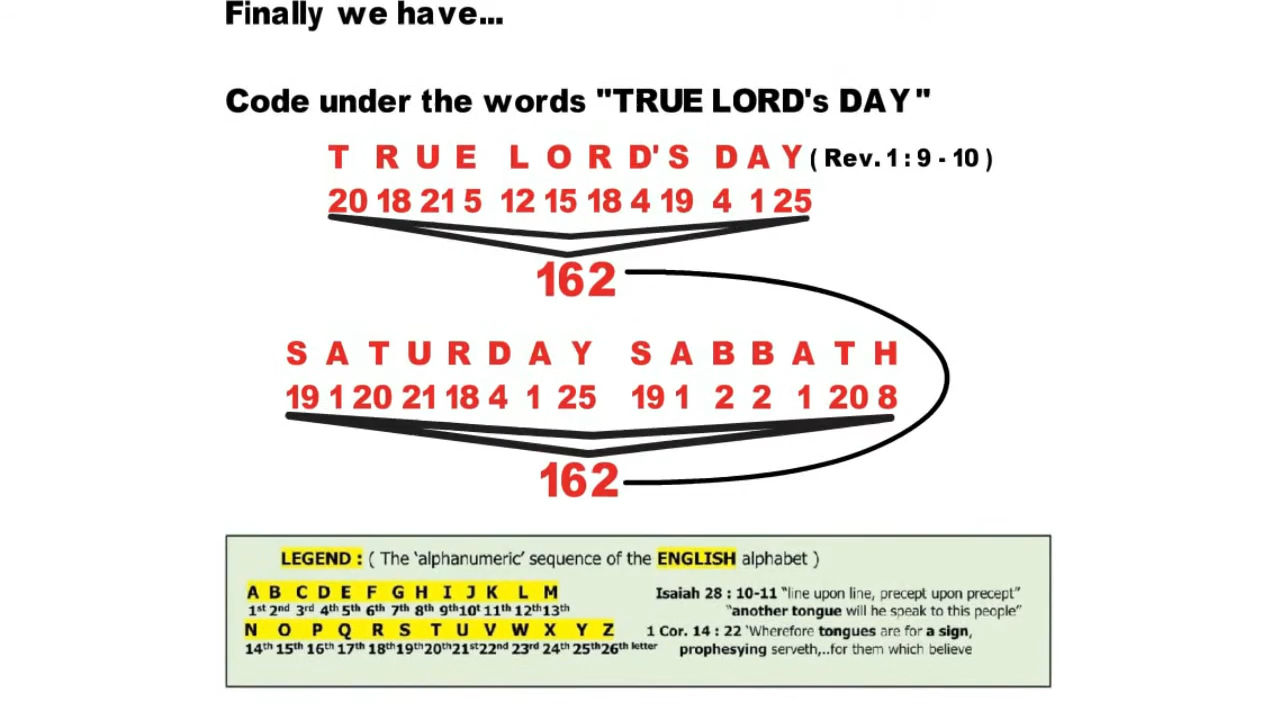 Finally we have...
Code under the words "TRUE LORD's DAY"
T R U E L O R D'S D A Y ( Rev. 1 : 9 - 10 )
20 18 21 5 12 15 18 4 19 4 1 25
162
S A T U R D A Y S A B B A T H
19 1 20 21 18 4 1 25 19 1 2 2 1 20 8
162
LEGEND : ( The 'alphanumeric' sequence of the ENGLISH alphabet )
A B C D E F G H I J K L M
1st 2nd 3rd 4th 5th 6th 7th 8th 9th 10t 11th 12th 13th
N O P Q R S T U V W X Y Z
14th 15th 16th 17th 18th 19th 20th 21st 22nd 23rd 24th 25th 26th letter
Isaiah 28 : 10-11 "line upon line, precept upon precept"
"another tongue will he speak to this people"
1 Cor. 14 : 22 'Wherefore tongues are for a sign,
prophesying serveth,..for them which believe